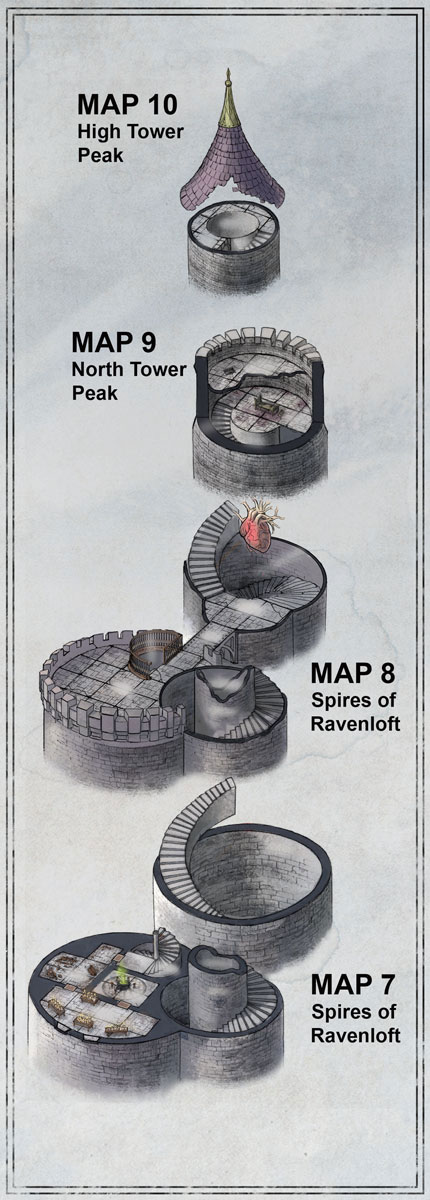 MAP 10
High Tower
Peak
MAP 9
North Tower
Peak
MAP 8
Spires of
Ravenloft
MAP 7
Spires of
Ravenloft